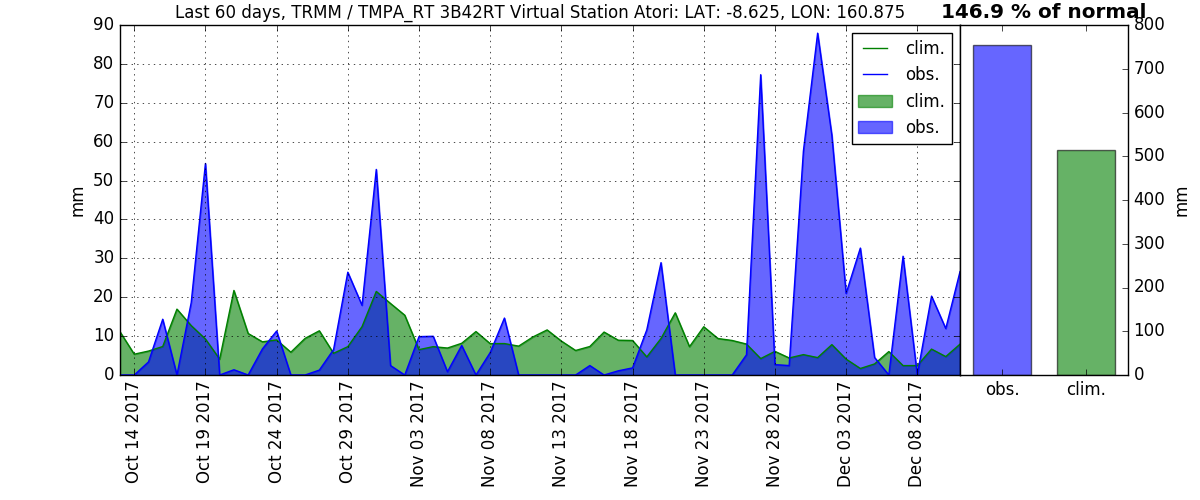 Last 60 days, TRMM / TMPA_RT 3B42RT Virtual Station Atori: LAT: -8.625, LON: 160.875
146.9 % of normal
90
80
70
60
50
40
30
20
10
0
mm
clim.
obs.
clim.
obs.
Oct 14 2017
Oct 19 2017
Oct 24 2017
Oct 29 2017
Nov 03 2017
Nov 08 2017
Nov 13 2017
Nov 18 2017
Nov 23 2017
Nov 28 2017
Dec 03 2017
Dec 08 2017
800
700
600
500
400
300
200
100
0
mm
obs.
clim.